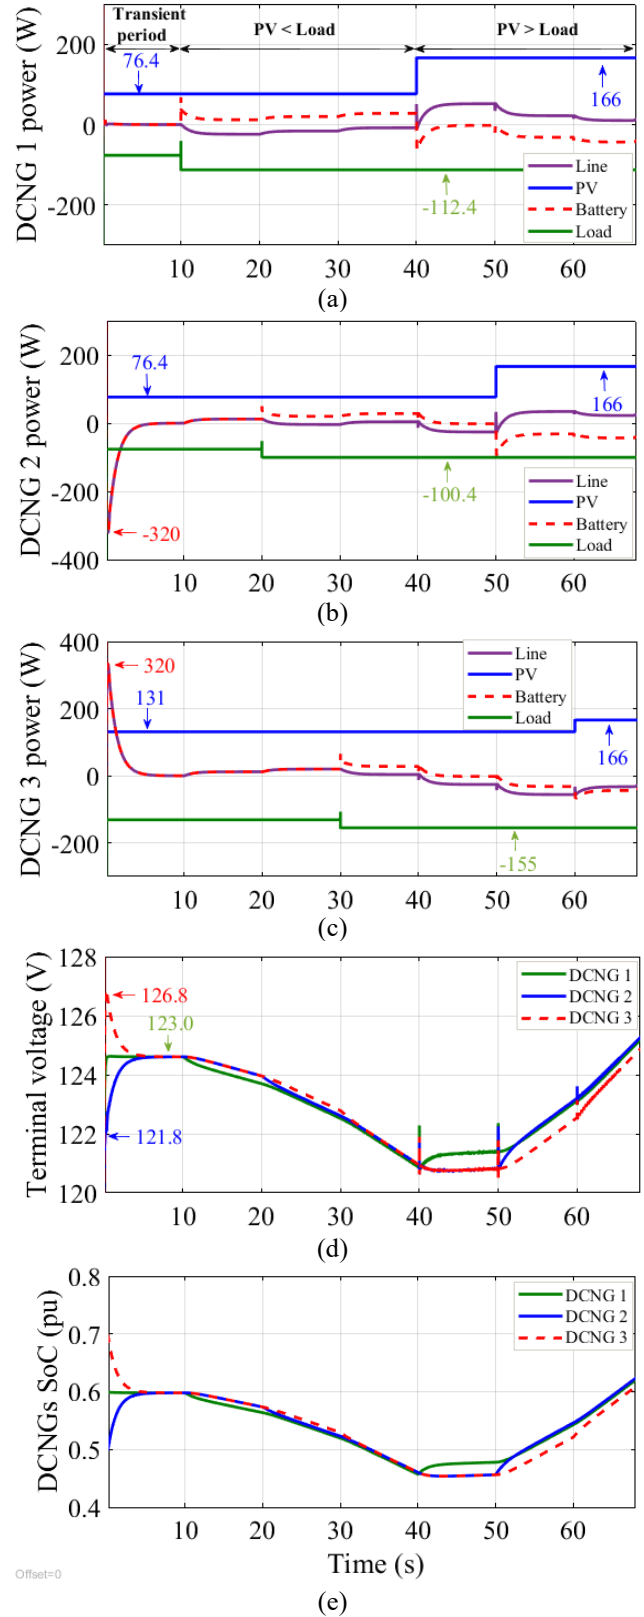 Transient period
PV < Load
PV > Load
DCNG 1 power (W)
200
0
-200
76.4
166
-112.4
Line
PV
Battery
Load
10 20 30 40 50 60
(a)
DCNG 2 power (W)
200
0
-200
-400
76.4
166
-100.4
-320
Line
PV
Battery
Load
10 20 30 40 50 60
(b)
DCNG 3 power (W)
400
200
0
-200
320
131
166
-155
Line
PV
Battery
Load
10 20 30 40 50 60
(c)
Terminal voltage (V)
128
126
124
122
120
126.8
123.0
121.8
DCNG 1
DCNG 2
DCNG 3
10 20 30 40 50 60
(d)
DCNGs SoC (pu)
0.8
0.7
0.6
0.5
0.4
DCNG 1
DCNG 2
DCNG 3
10 20 30 40 50 60
Time (s)
Offset=0
(e)